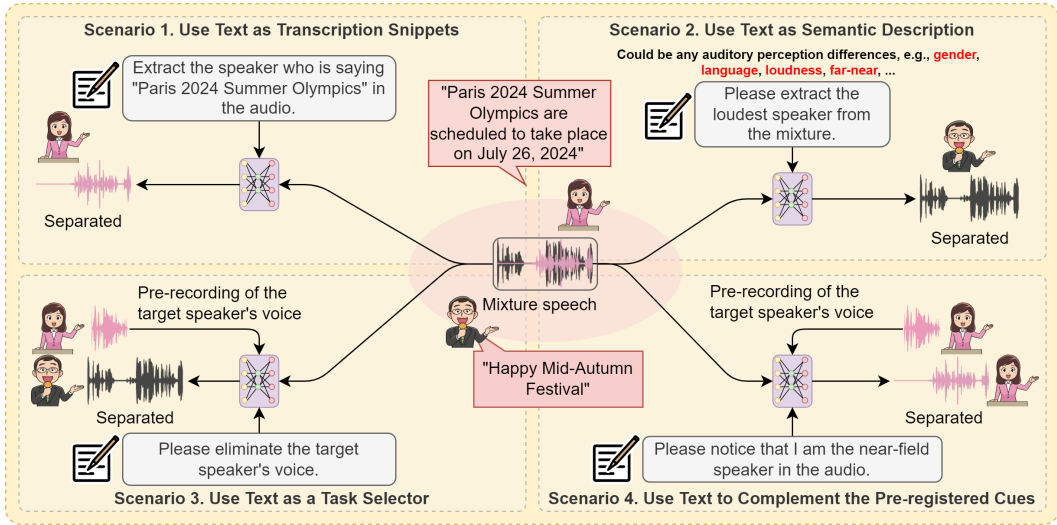 Scenario 1. Use Text as Transcription Snippets
Extract the speaker who is saying
"Paris 2024 Summer Olympics" in
the audio.
Separated
Scenario 2. Use Text as Semantic Description
Could be any auditory perception differences, e.g., gender,
language, loudness, far-near, ...
Please extract the
loudest speaker from
the mixture.
Separated
"Paris 2024 Summer
Olympics are
scheduled to take place
on July 26, 2024"
Mixture speech
"Happy Mid-Autumn
Festival"
Pre-recording of the
target speaker's voice
Separated
Please eliminate the target
speaker's voice.
Scenario 3. Use Text as a Task Selector
Pre-recording of the
target speaker's voice
Separated
Please notice that I am the near-field
speaker in the audio.
Scenario 4. Use Text to Complement the Pre-registered Cues